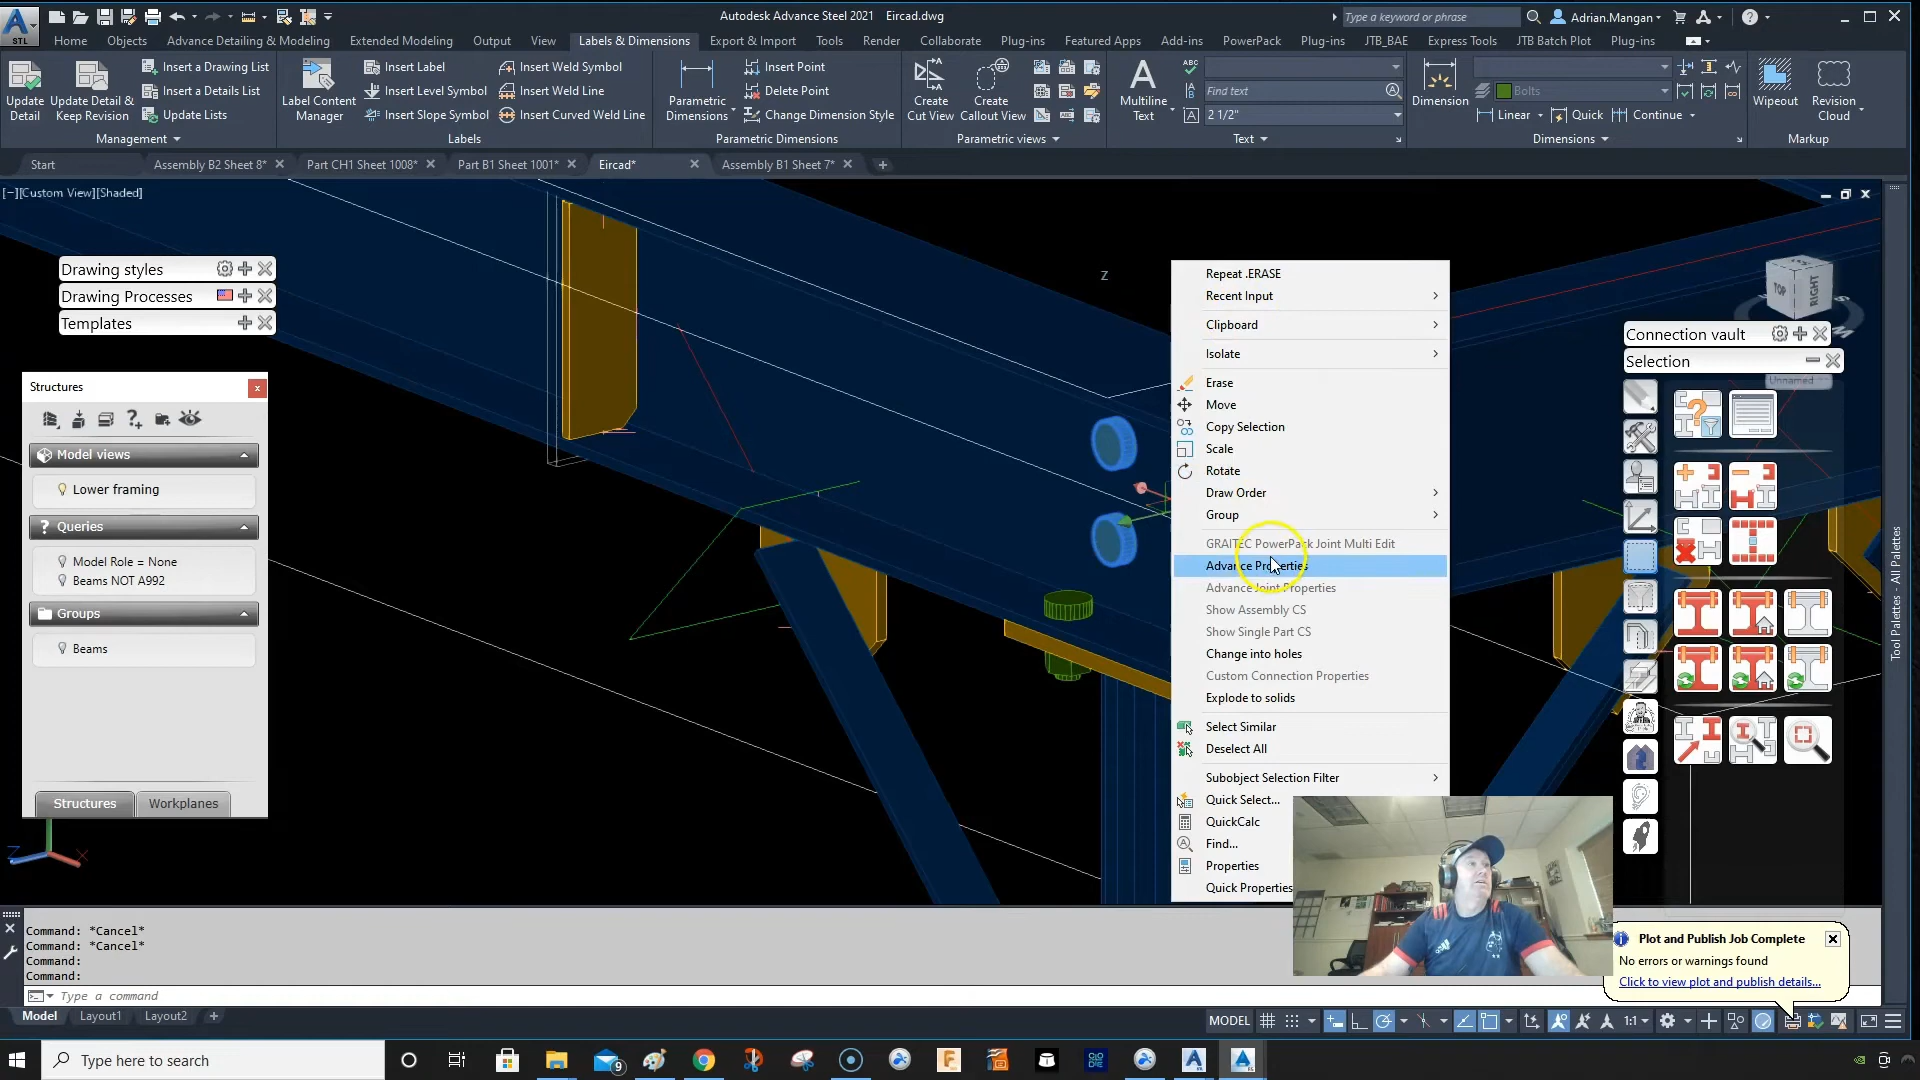 Autodesk Advance Steel 2021 Eircad.dwg
Type a keyword or phrase
Adrian.Mangan
STL
Home Objects Advance Detailing & Modeling Extended Modeling Output View Labels & Dimensions Export & Import Tools Render Collaborate Plug-ins Featured Apps Add-ins PowerPack Plug-ins JTB_BAE Express Tools JTB Batch Plot Plug-ins
Update Detail
Update Detail & Keep Revision
Insert a Drawing List
Insert a Details List
Update Lists
Management
Label Content Manager
Insert Label
Insert Level Symbol
Insert Slope Symbol
Insert Weld Symbol
Insert Weld Line
Insert Curved Weld Line
Labels
Parametric Dimensions
Insert Point
Delete Point
Change Dimension Style
Parametric Dimensions
Create Cut View
Create Callout View
Parametric views
Multiline Text
ABC
Find text
2 1/2"
Text
Dimension
Bolts
Linear
Quick
Continue
Dimensions
Wipeout
Revision Cloud
Markup
Start
Assembly B2 Sheet 8*
Part CH1 Sheet 1008*
Part B1 Sheet 1001*
Eircad*
Assembly B1 Sheet 7*
[−][Custom View][Shaded]
Drawing styles
Drawing Processes
Templates
Structures
Model views
Lower framing
Queries
Model Role = None
Beams NOT A992
Groups
Beams
Structures
Workplanes
Z
Repeat .ERASE
Recent Input
Clipboard
Isolate
Erase
Move
Copy Selection
Scale
Rotate
Draw Order
Group
GRAITEC PowerPack Joint Multi Edit
Advance Properties
Advance Joint Properties
Show Assembly CS
Show Single Part CS
Change into holes
Custom Connection Properties
Explode to solids
Select Similar
Deselect All
Subobject Selection Filter
Quick Select...
QuickCalc
Find...
Properties
Quick Properties
TOP
RIGHT
Connection vault
Selection
Unnamed
Tool Palettes - All Palettes
Z
X
Command: *Cancel*
Command: *Cancel*
Command:
Command:
Type a command
Plot and Publish Job Complete
No errors or warnings found
Click to view plot and publish details...
Model
Layout1
Layout2
MODEL
1:1
Type here to search
9